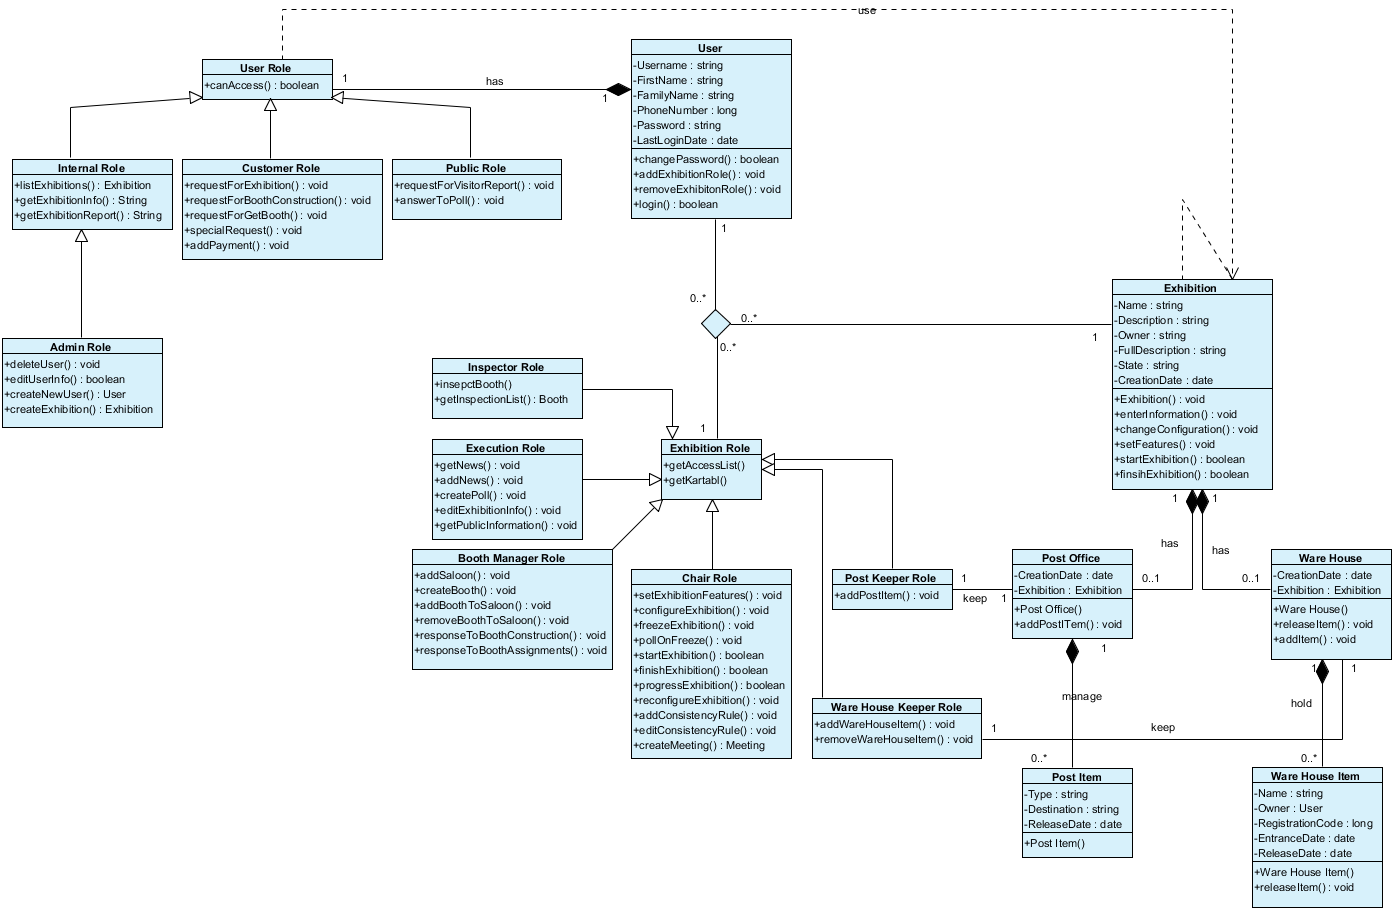 use
User Role
+canAccess() : boolean
1
has
1
User
-Username : string
-FirstName : string
-FamilyName : string
-PhoneNumber : long
-Password : string
-LastLoginDate : date
+changePassword() : boolean
+addExhibitionRole() : void
+removeExhibitonRole() : void
+login() : boolean
Internal Role
+listExhibitions() : Exhibition
+getExhibitionInfo() : String
+getExhibitionReport() : String
Customer Role
+requestForExhibition() : void
+requestForBoothConstruction() : void
+requestForGetBooth() : void
+specialRequest() : void
+addPayment() : void
Public Role
+requestForVisitorReport() : void
+answerToPoll() : void
Admin Role
+deleteUser() : void
+editUserInfo() : boolean
+createNewUser() : User
+createExhibition() : Exhibition
1
0..*
0..*
0..*
1
1
Exhibition
-Name : string
-Description : string
-Owner : string
-FullDescription : string
-State : string
-CreationDate : date
+Exhibition() : void
+enterInformation() : void
+changeConfiguration() : void
+setFeatures() : void
+startExhibition() : boolean
+finsihExhibition() : boolean
Inspector Role
+insepctBooth()
+getInspectionList() : Booth
Execution Role
+getNews() : void
+addNews() : void
+createPoll() : void
+editExhibitionInfo() : void
+getPublicInformation() : void
Exhibition Role
+getAccessList()
+getKartabl()
Booth Manager Role
+addSaloon() : void
+createBooth() : void
+addBoothToSaloon() : void
+removeBoothToSaloon() : void
+responseToBoothConstruction() : void
+responseToBoothAssignments() : void
Chair Role
+setExhibitionFeatures() : void
+configureExhibition() : void
+freezeExhibition() : void
+pollOnFreeze() : void
+startExhibition() : boolean
+finishExhibition() : boolean
+progressExhibition() : boolean
+reconfigureExhibition() : void
+addConsistencyRule() : void
+editConsistencyRule() : void
+createMeeting() : Meeting
Post Keeper Role
+addPostItem() : void
1
keep
1
Post Office
-CreationDate : date
-Exhibition : Exhibition
+Post Office()
+addPostITem() : void
1
1
has
has
0..1
0..1
Ware House
-CreationDate : date
-Exhibition : Exhibition
+Ware House()
+releaseItem() : void
+addItem() : void
1
manage
0..*
1
1
hold
0..*
Ware House Keeper Role
+addWareHouseItem() : void
+removeWareHouseItem() : void
1
keep
Post Item
-Type : string
-Destination : string
-ReleaseDate : date
+Post Item()
Ware House Item
-Name : string
-Owner : User
-RegistrationCode : long
-EntranceDate : date
-ReleaseDate : date
+Ware House Item()
+releaseItem() : void